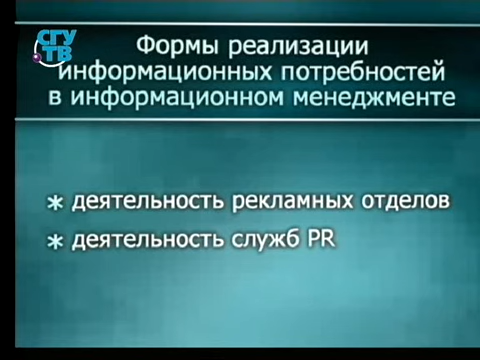 СГУ
ТВ
Формы реализации
информационных потребностей
в информационном менеджменте
* деятельность рекламных отделов
* деятельность служб PR